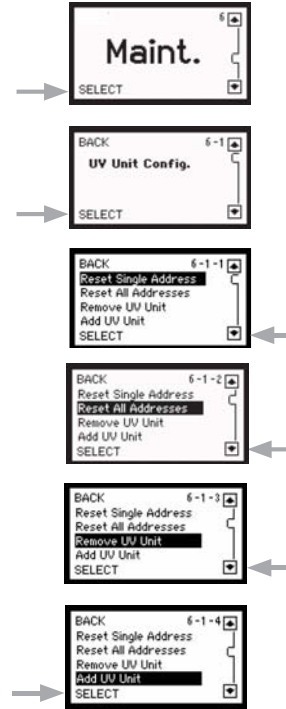 6
Maint.
SELECT
BACK 6-1
UV Unit Config.
SELECT
BACK 6-1-1
Reset Single Address
Reset All Addresses
Remove UV Unit
Add UV Unit
SELECT
BACK 6-1-2
Reset Single Address
Reset All Addresses
Remove UV Unit
Add UV Unit
SELECT
BACK 6-1-3
Reset Single Address
Reset All Addresses
Remove UV Unit
Add UV Unit
SELECT
BACK 6-1-4
Reset Single Address
Reset All Addresses
Remove UV Unit
Add UV Unit
SELECT